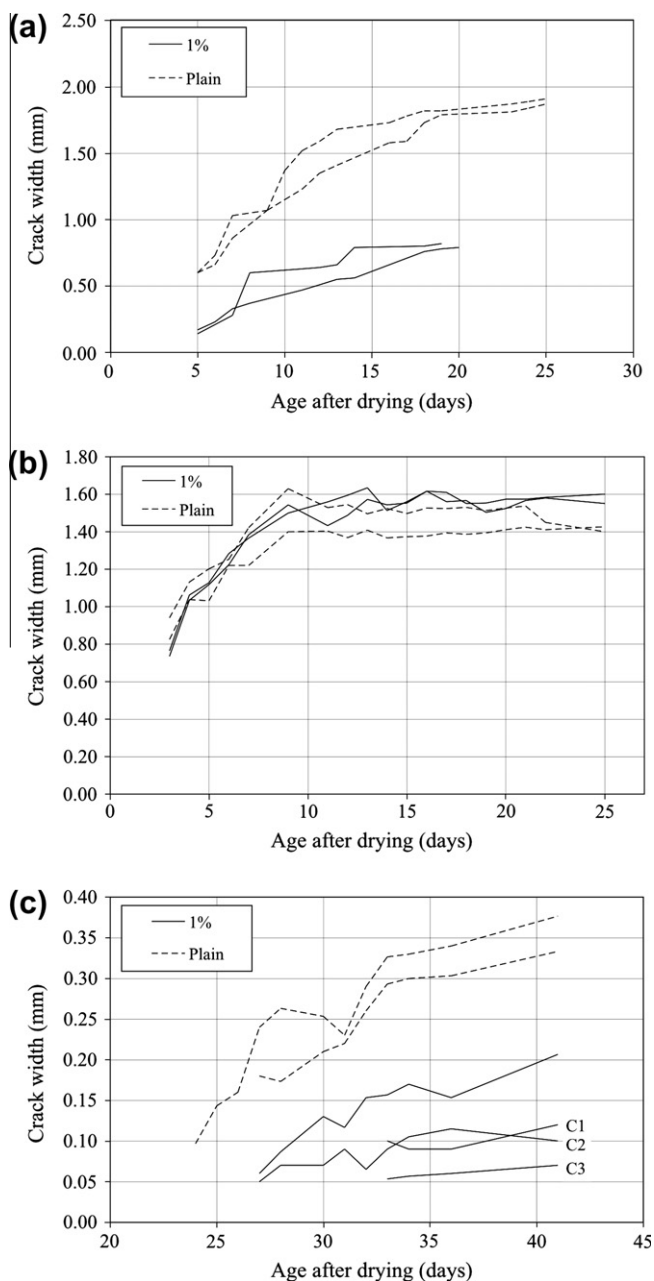 (a)
1%
Plain
2.50
2.00
1.50
1.00
0.50
0.00
Crack width (mm)
0 5 10 15 20 25 30
Age after drying (days)
(b)
1%
Plain
1.80
1.60
1.40
1.20
1.00
0.80
0.60
0.40
0.20
0.00
Crack width (mm)
0 5 10 15 20 25
Age after drying (days)
(c)
1%
Plain
0.40
0.35
0.30
0.25
0.20
0.15
0.10
0.05
0.00
Crack width (mm)
C1
C2
C3
20 25 30 35 40 45
Age after drying (days)